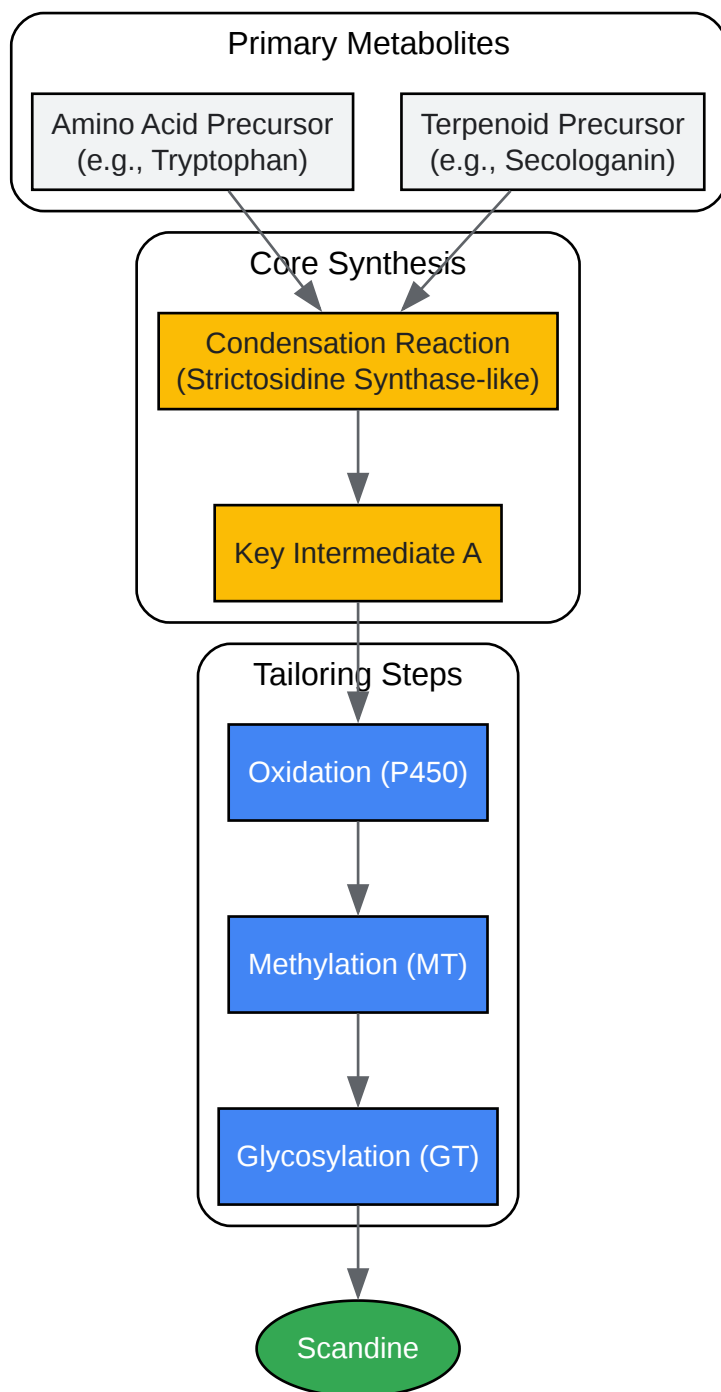 Primary Metabolites
Amino Acid Precursor
(e.g., Tryptophan)
Terpenoid Precursor
(e.g., Secologanin)
Core Synthesis
Condensation Reaction
(Strictosidine Synthase-like)
Key Intermediate A
Tailoring Steps
Oxidation (P450)
Methylation (MT)
Glycosylation (GT)
Scandine